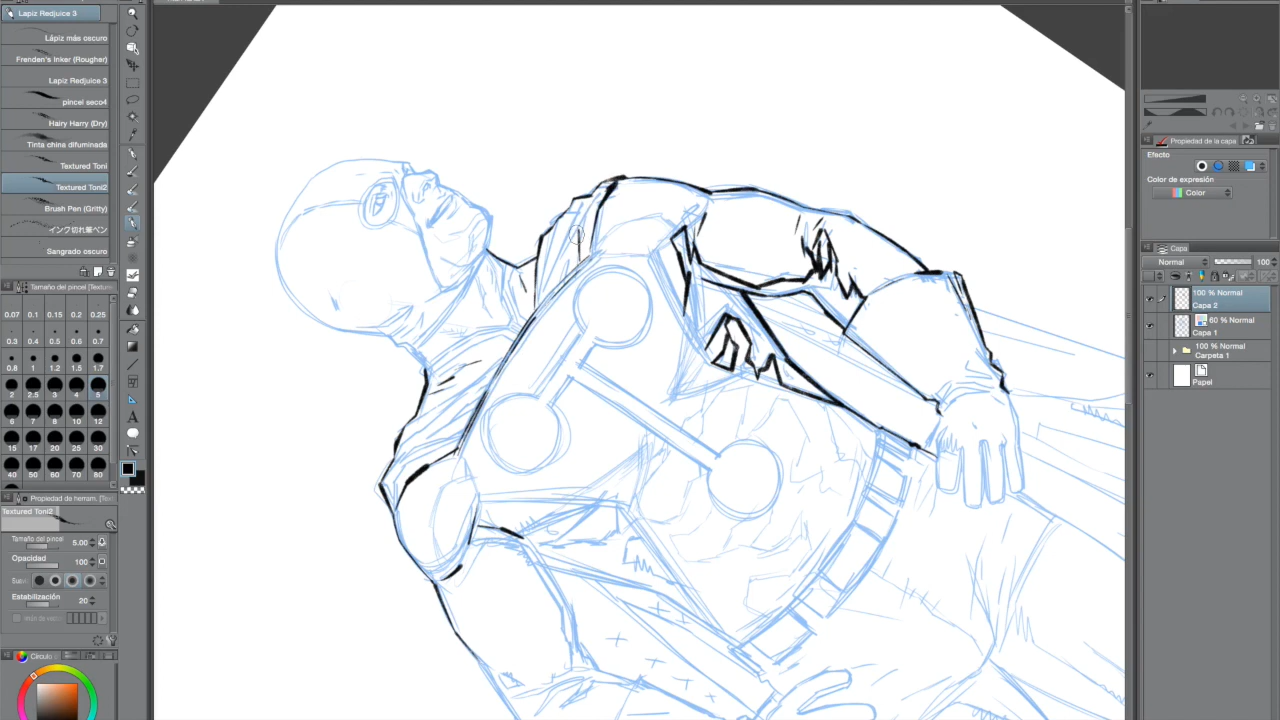 Lapiz Redjuice 3
Lápiz más oscuro
Frenden's Inker (Rougher)
Lapiz Redjuice 3
pincel seco4
Hairy Harry (Dry)
Tinta china difuminada
Textured Toni
Textured Toni2
Brush Pen (Gritty)
インク切れ筆ペン
Sangrado oscuro
Tamaño del pincel [Texture
0.07 0.1 0.15 0.2 0.25
0.3 0.4 0.5 0.6 0.7
0.8 1 1.2 1.5 1.7
2 2.5 3 4 5
6 7 8 10 12
15 17 20 25 30
40 50 60 70 80
Propiedad de herram. [Tex
Textured Toni2
Tamaño del pincel 5.00
Opacidad 100
Estabilización 20
Círculo
Propiedad de la capa
Efecto
Color de expresión
Color
Capa
Normal 100
100 % Normal
Capa 2
60 % Normal
Capa 1
100 % Normal
Carpeta 1
Papel